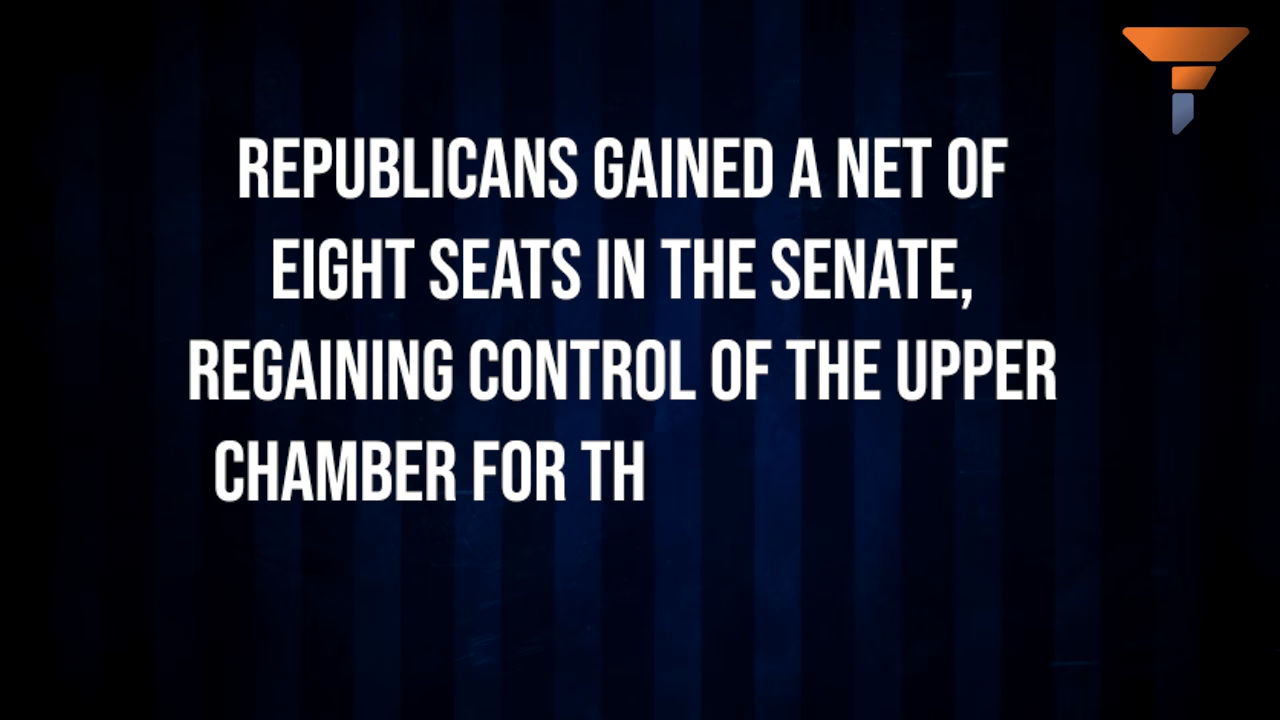 REPUBLICANS GAINED A NET OF
EIGHT SEATS IN THE SENATE,
REGAINING CONTROL OF THE UPPER
CHAMBER FOR TH